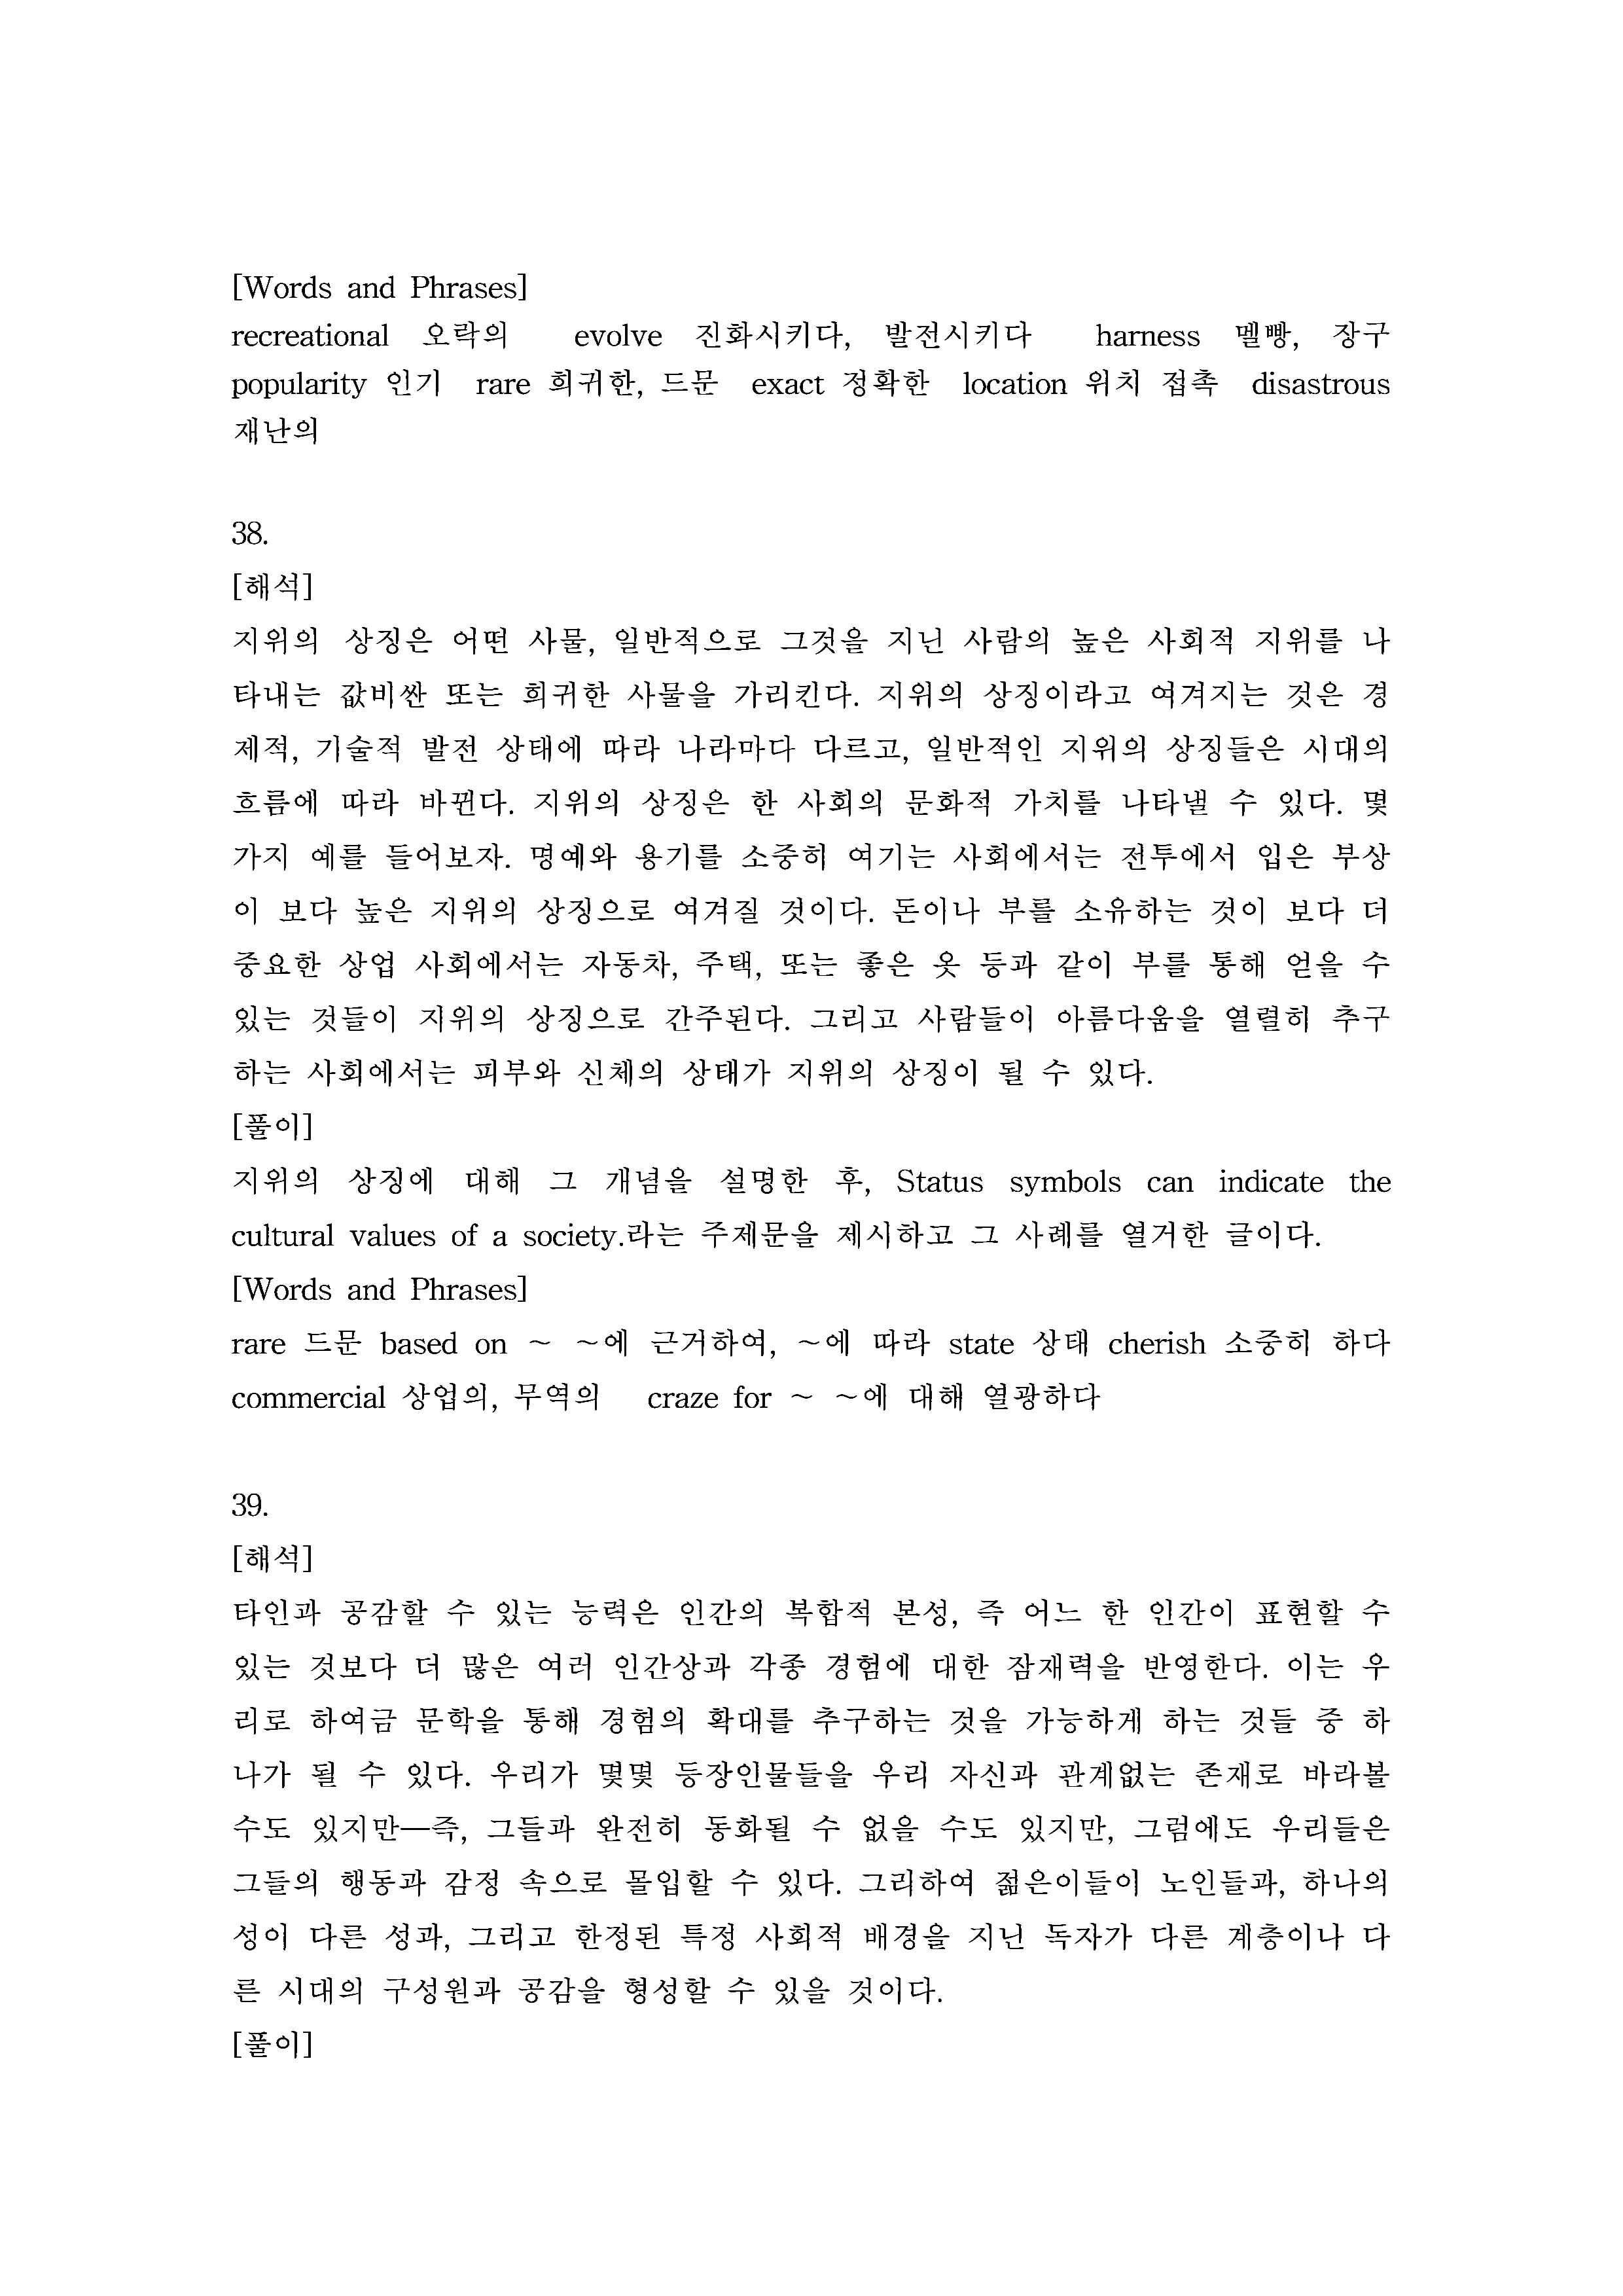 [Words and Phrases]
recreational 오락의 evolve 진화시키다, 발전시키다 harness 멜빵, 장구
popularity 인기 rare 희귀한, 드문 exact 정확한 location 위치 접촉 disastrous
재난의
38.
[해석]
지위의 상징은 어떤 사물, 일반적으로 그것을 지닌 사람의 높은 사회적 지위를 나
타내는 값비싼 또는 희귀한 사물을 가리킨다. 지위의 상징이라고 여겨지는 것은 경
제적, 기술적 발전 상태에 따라 나라마다 다르고, 일반적인 지위의 상징들은 시대의
흐름에 따라 바뀐다. 지위의 상징은 한 사회의 문화적 가치를 나타낼 수 있다. 몇
가지 예를 들어보자. 명예와 용기를 소중히 여기는 사회에서는 전투에서 입은 부상
이 보다 높은 지위의 상징으로 여겨질 것이다. 돈이나 부를 소유하는 것이 보다 더
중요한 상업 사회에서는 자동차, 주택, 또는 좋은 옷 등과 같이 부를 통해 얻을 수
있는 것들이 지위의 상징으로 간주된다. 그리고 사람들이 아름다움을 열렬히 추구
하는 사회에서는 피부와 신체의 상태가 지위의 상징이 될 수 있다.
[풀이]
지위의 상징에 대해 그 개념을 설명한 후, Status symbols can indicate the
cultural values of a society.라는 주제문을 제시하고 그 사례를 열거한 글이다.
[Words and Phrases]
rare 드문 based on ~ ~에 근거하여, ~에 따라 state 상태 cherish 소중히 하다
commercial 상업의, 무역의 craze for ~ ~에 대해 열광하다
39.
[해석]
타인과 공감할 수 있는 능력은 인간의 복합적 본성, 즉 어느 한 인간이 표현할 수
있는 것보다 더 많은 여러 인간상과 각종 경험에 대한 잠재력을 반영한다. 이는 우
리로 하여금 문학을 통해 경험의 확대를 추구하는 것을 가능하게 하는 것들 중 하
나가 될 수 있다. 우리가 몇몇 등장인물들을 우리 자신과 관계없는 존재로 바라볼
수도 있지만—즉, 그들과 완전히 동화될 수 없을 수도 있지만, 그럼에도 우리들은
그들의 행동과 감정 속으로 몰입할 수 있다. 그리하여 젊은이들이 노인들과, 하나의
성이 다른 성과, 그리고 한정된 특정 사회적 배경을 지닌 독자가 다른 계층이나 다
른 시대의 구성원과 공감을 형성할 수 있을 것이다.
[풀이]